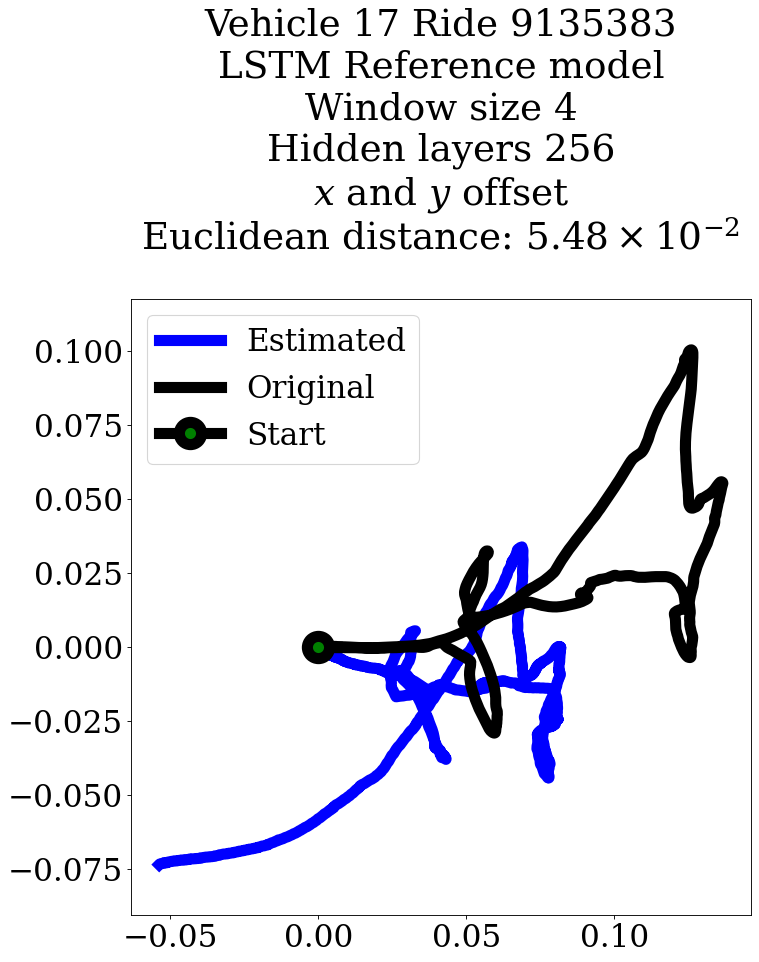 Vehicle 17 Ride 9135383
LSTM Reference model
Window size 4
Hidden layers 256
x and y offset
Euclidean distance: 5.48 × 10⁻²
Estimated
Original
Start
0.100
0.075
0.050
0.025
0.000
−0.025
−0.050
−0.075
−0.05 0.00 0.05 0.10